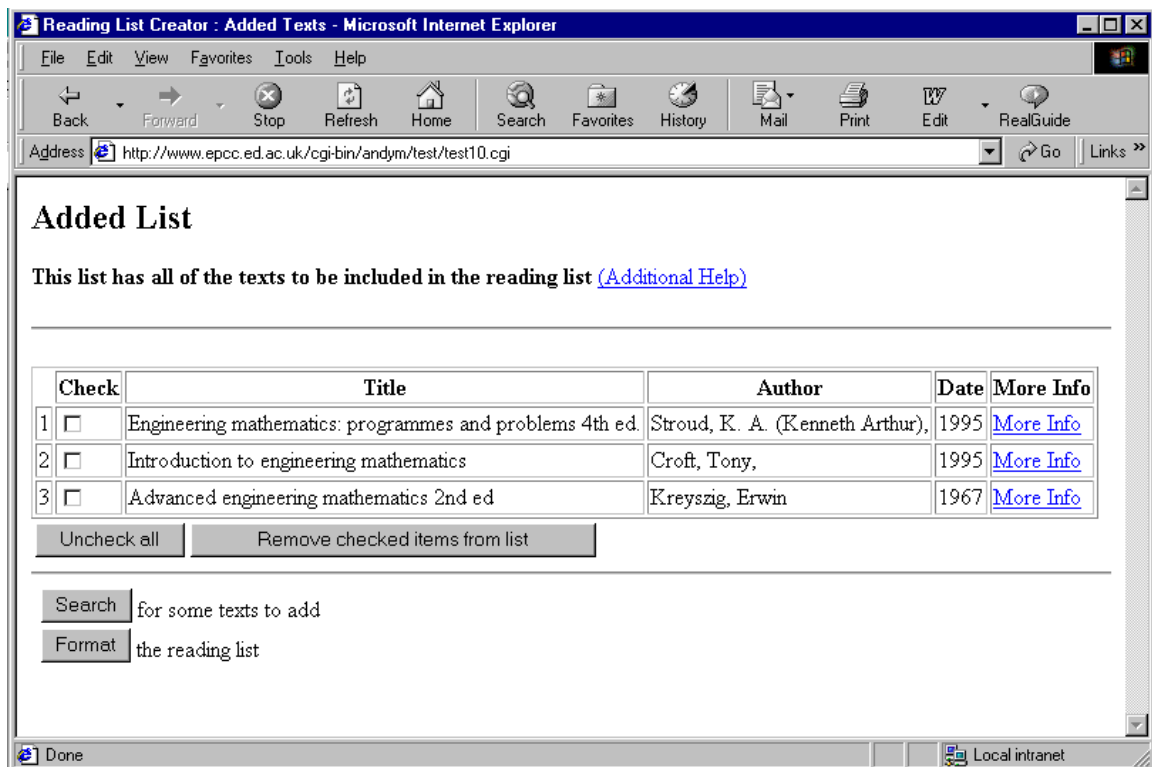 Reading List Creator : Added Texts - Microsoft Internet Explorer
File Edit View Favorites Tools Help
Back Forward Stop Refresh Home Search Favorites History Mail Print Edit RealGuide
Address http://www.epcc.ed.ac.uk/cgi-bin/andym/test/test10.cgi Go Links »
Added List
This list has all of the texts to be included in the reading list (Additional Help)
Check Title Author Date More Info
1 Engineering mathematics: programmes and problems 4th ed. Stroud, K. A. (Kenneth Arthur), 1995 More Info
2 Introduction to engineering mathematics Croft, Tony, 1995 More Info
3 Advanced engineering mathematics 2nd ed Kreyszig, Erwin 1967 More Info
Uncheck all Remove checked items from list
Search for some texts to add
Format the reading list
Done Local intranet